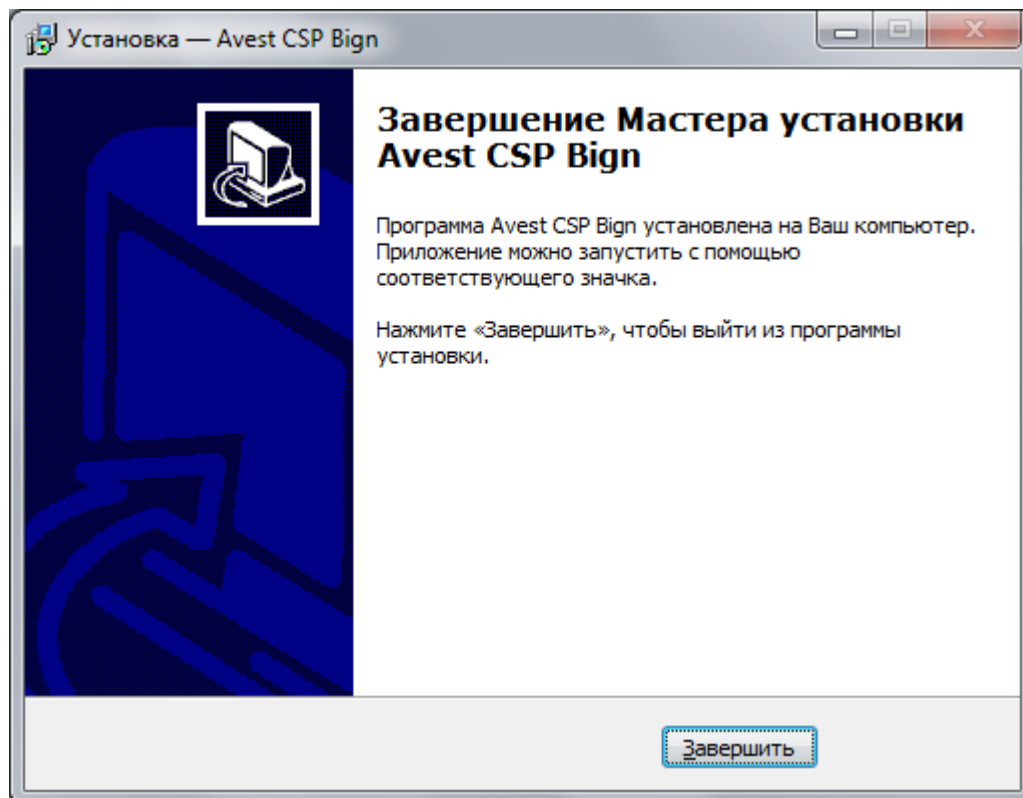 Установка — Avest CSP Bign
Завершение Мастера установки
Avest CSP Bign
Программа Avest CSP Bign установлена на Ваш компьютер.
Приложение можно запустить с помощью
соответствующего значка.
Нажмите «Завершить», чтобы выйти из программы
установки.
Завершить